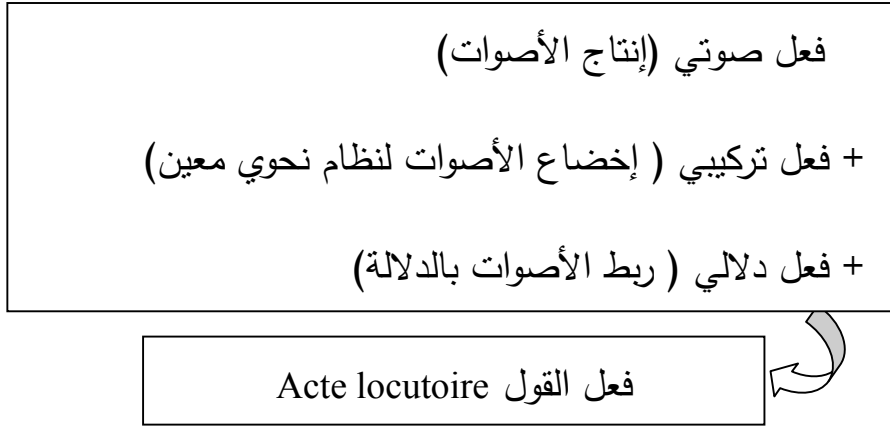 فعل صوتي (إنتاج الأصوات)
+ فعل تركيبي ( إخضاع الأصوات لنظام نحوي معين)
+ فعل دلالي ( ربط الأصوات بالدلالة)
فعل القول Acte locutoire